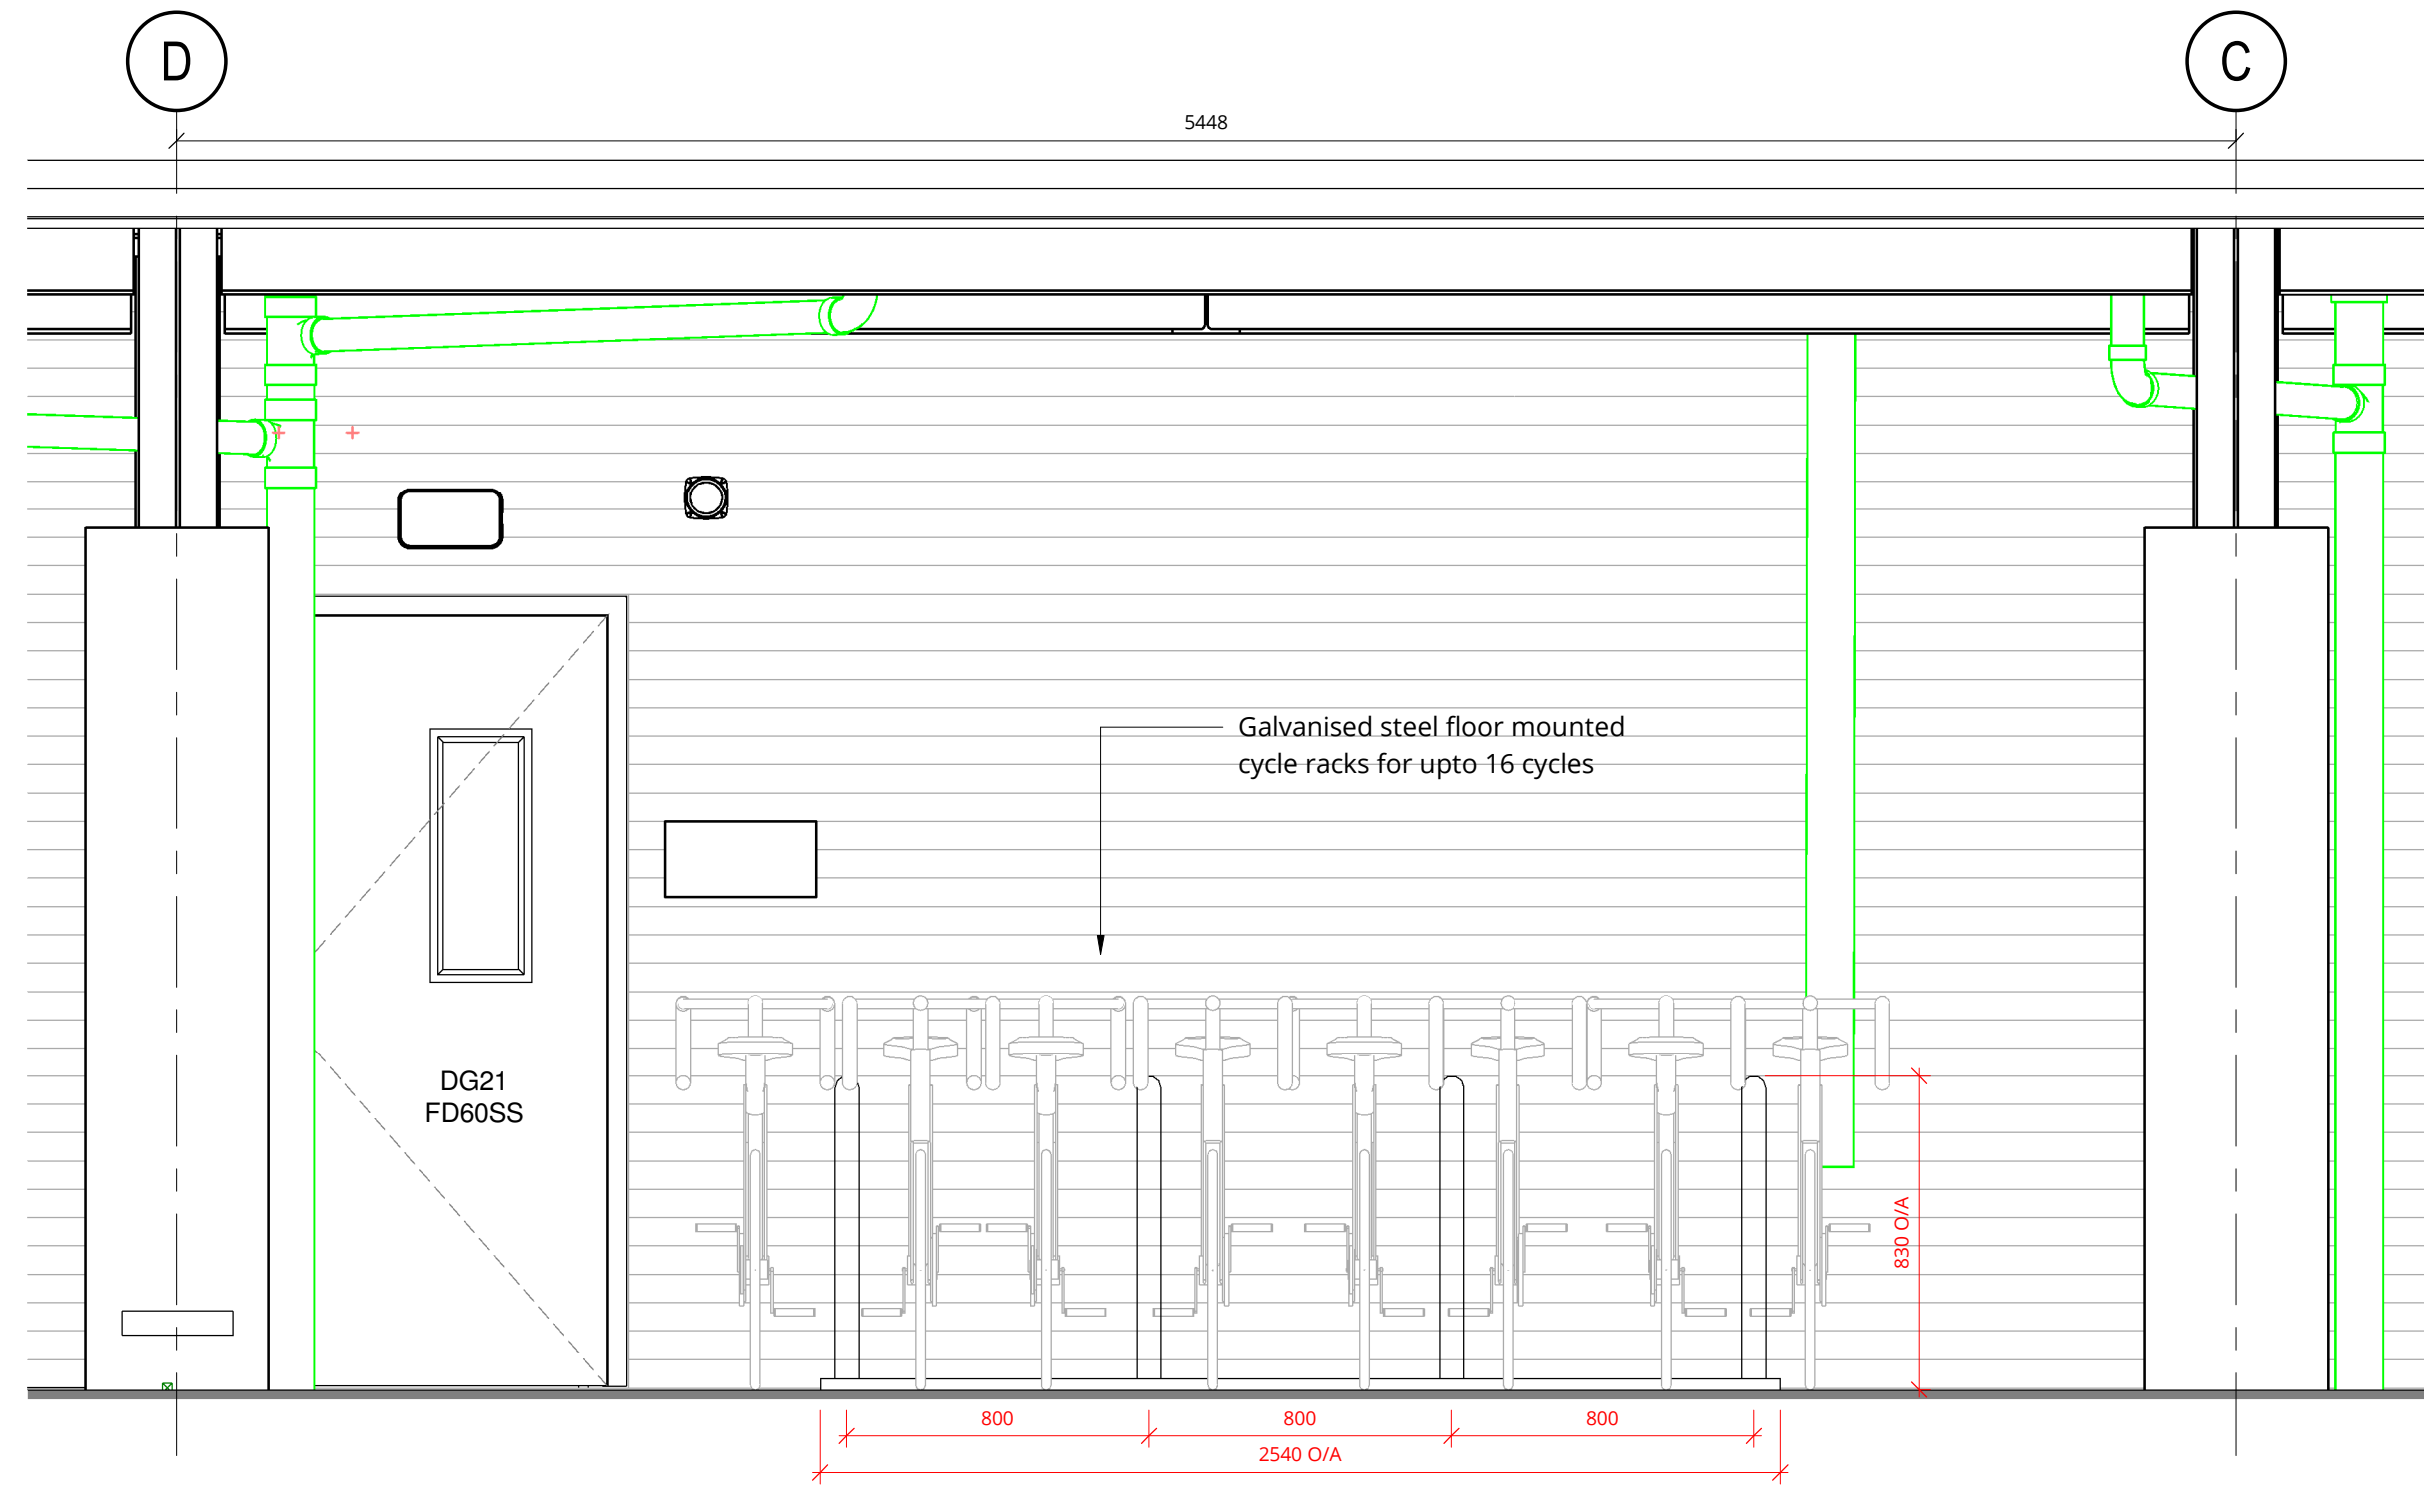 D
C
5448
Galvanised steel floor mounted
cycle racks for upto 16 cycles
DG21
FD60SS
830 O/A
800
800
800
2540 O/A